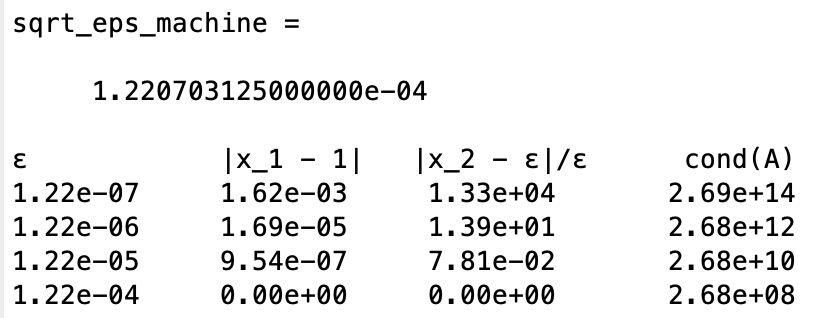 sqrt_eps_machine =
1.220703125000000e-04
ε |x_1 - 1| |x_2 - ε|/ε cond(A)
1.22e-07 1.62e-03 1.33e+04 2.69e+14
1.22e-06 1.69e-05 1.39e+01 2.68e+12
1.22e-05 9.54e-07 7.81e-02 2.68e+10
1.22e-04 0.00e+00 0.00e+00 2.68e+08